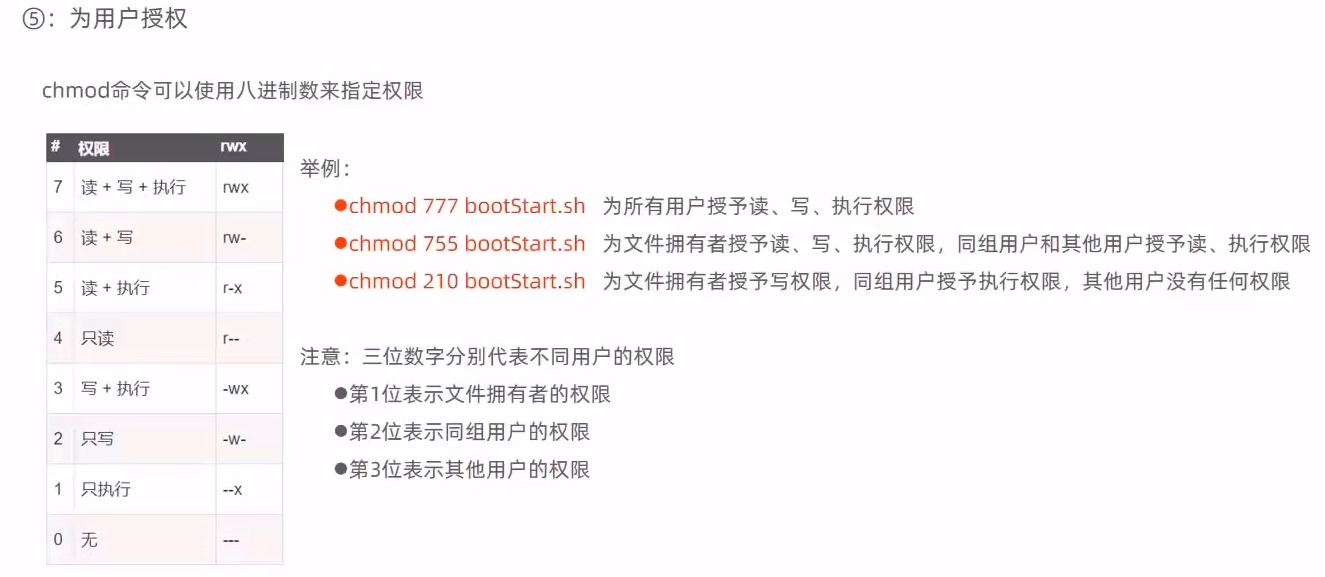 ⑤：为用户授权
chmod命令可以使用八进制数来指定权限
# 权限 rwx
7 读 + 写 + 执行 rwx
6 读 + 写 rw-
5 读 + 执行 r-x
4 只读 r--
3 写 + 执行 -wx
2 只写 -w-
1 只执行 --x
0 无 ---
举例：
●chmod 777 bootStart.sh 为所有用户授予读、写、执行权限
●chmod 755 bootStart.sh 为文件拥有者授予读、写、执行权限，同组用户和其他用户授予读、执行权限
●chmod 210 bootStart.sh 为文件拥有者授予写权限，同组用户授予执行权限，其他用户没有任何权限
注意：三位数字分别代表不同用户的权限
●第1位表示文件拥有者的权限
●第2位表示同组用户的权限
●第3位表示其他用户的权限